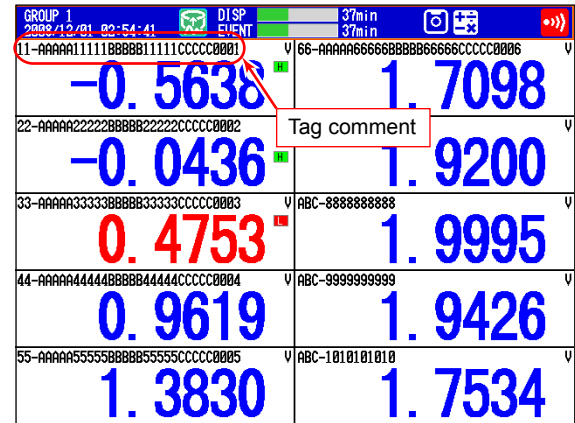 GROUP 1
2008/12/01 02:54:41
DISP 37min
EVENT 37min
11-AAAAA11111BBBBB11111CCCCC0001 V
-0.5638 H
66-AAAAA66666BBBBB66666CCCCC0006 V
1.7098
Tag comment
22-AAAAA22222BBBBB22222CCCCC0002
-0.0436 H
V
1.9200
33-AAAAA33333BBBBB33333CCCCC0003 V
0.4753 L
ABC-8888888888 V
1.9995
44-AAAAA44444BBBBB44444CCCCC0004 V
0.9619
ABC-9999999999 V
1.9426
55-AAAAA55555BBBBB55555CCCCC0005 V
1.3830
ABC-1010101010 V
1.7534